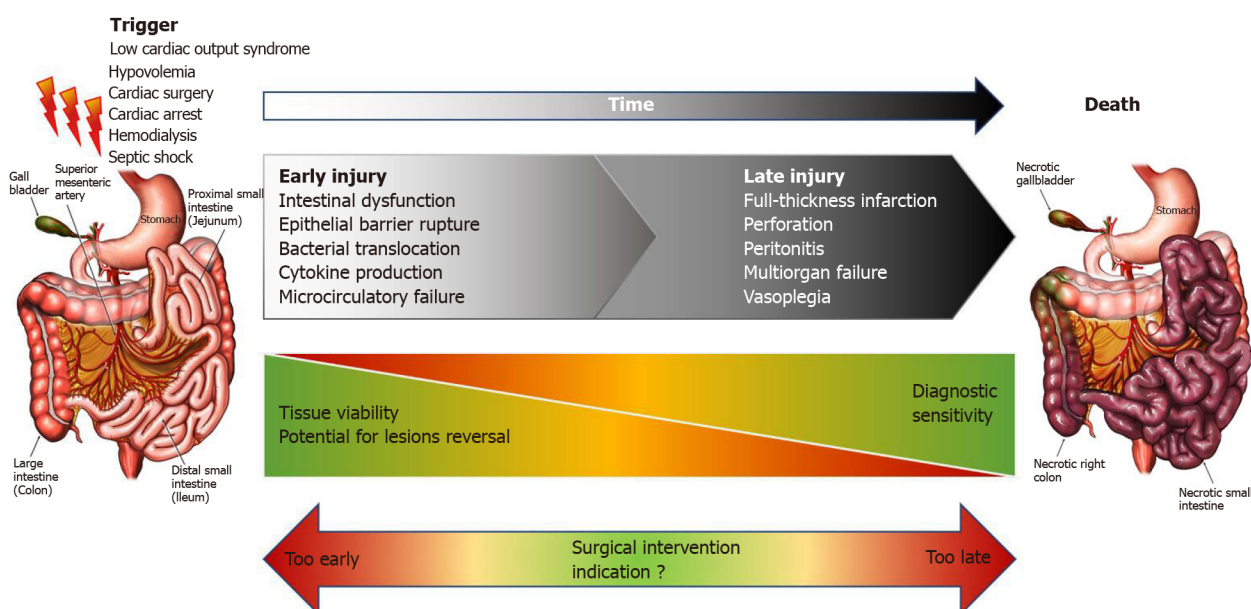 Trigger
Low cardiac output syndrome
Hypovolemia
Cardiac surgery
Cardiac arrest
Hemodialysis
Septic shock
Time
Death
Gall
bladder
Superior
mesenteric
artery
Proximal small
intestine
(Jejunum)
Stomach
Large
intestine
(Colon)
Distal small
intestine
(Ileum)
Early injury
Intestinal dysfunction
Epithelial barrier rupture
Bacterial translocation
Cytokine production
Microcirculatory failure
Late injury
Full-thickness infarction
Perforation
Peritonitis
Multiorgan failure
Vasoplegia
Necrotic
gallbladder
Stomach
Necrotic right
colon
Necrotic small
intestine
Tissue viability
Potential for lesions reversal
Diagnostic
sensitivity
Too early
Surgical intervention
indication ?
Too late